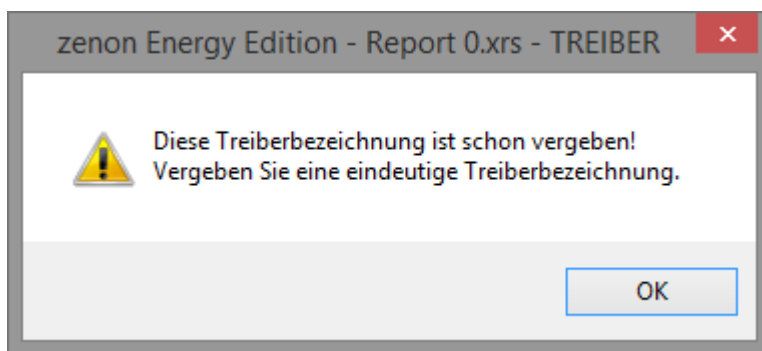 zenon Energy Edition - Report 0.xrs - TREIBER
Diese Treiberbezeichnung ist schon vergeben!
Vergeben Sie eine eindeutige Treiberbezeichnung.
OK